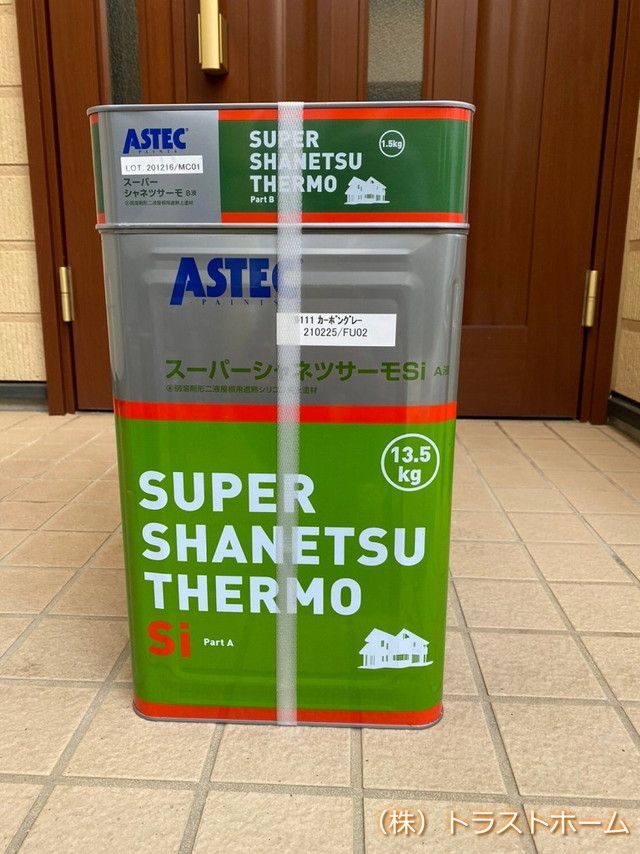 ASTEC
PAINTS
LOT. 201216/MC01
スーパー
シャネツサーモ B液
SUPER
SHANETSU
THERMO
Part B
1.5kg
ASTEC
PAINTS
111 カーボングレー
210225/FU02
スーパーシャネツサーモSi A液
13.5
kg
SUPER
SHANETSU
THERMO
Si Part A
（株）トラストホーム